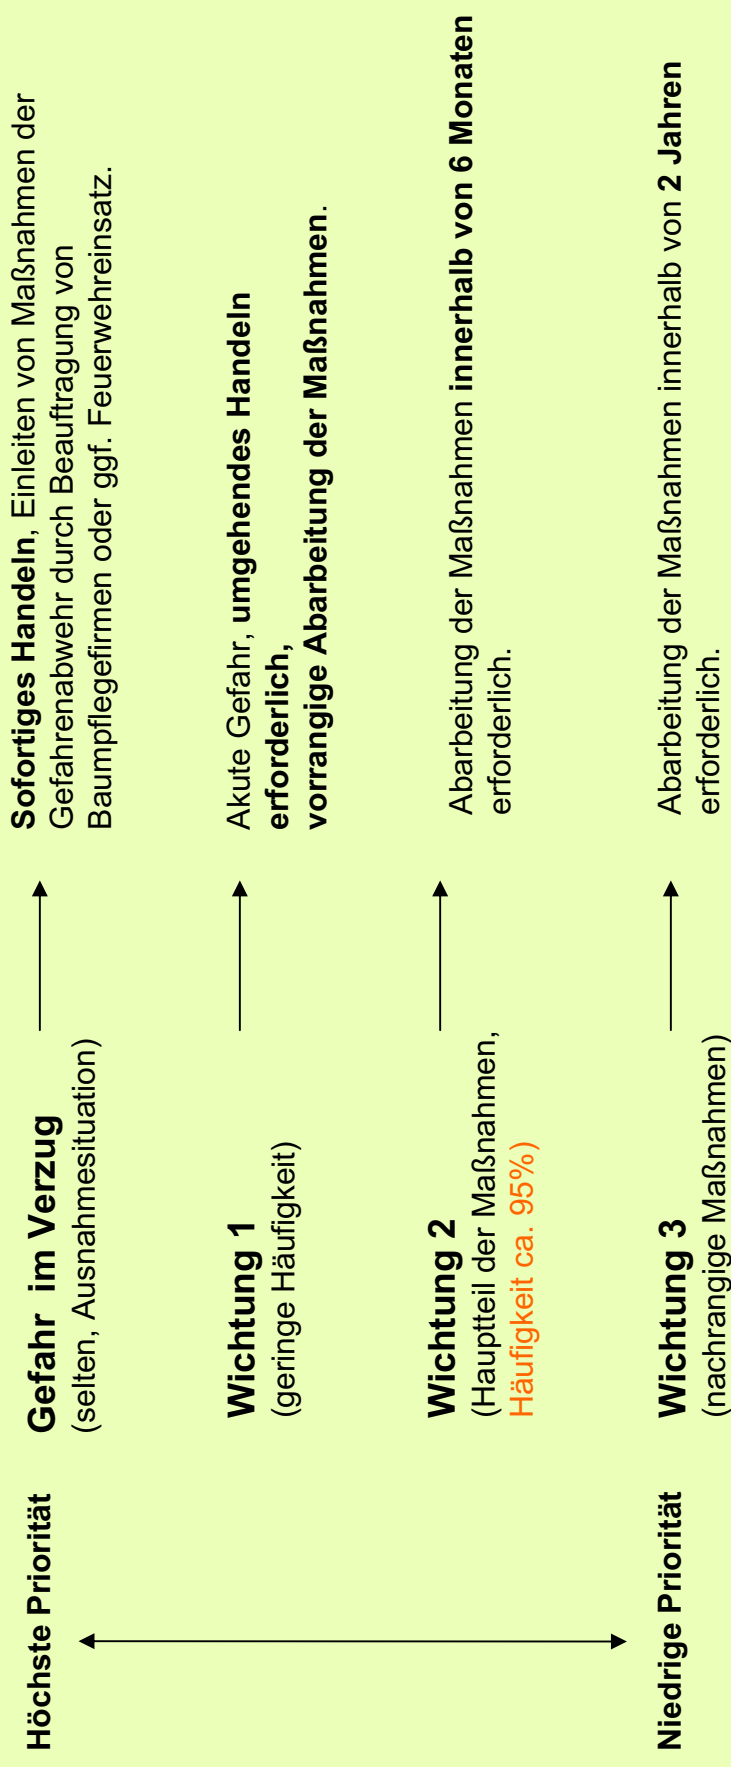 Höchste Priorität
Gefahr im Verzug
(selten, Ausnahmesituation)
Sofortiges Handeln, Einleiten von Maßnahmen der
Gefahrenabwehr durch Beauftragung von
Baumpflegefirmen oder ggf. Feuerwehreinsatz.
Wichtung 1
(geringe Häufigkeit)
Akute Gefahr, umgehendes Handeln
erforderlich,
vorrangige Abarbeitung der Maßnahmen.
Wichtung 2
(Hauptteil der Maßnahmen,
Häufigkeit ca. 95%)
Abarbeitung der Maßnahmen innerhalb von 6 Monaten
erforderlich.
Niedrige Priorität
Wichtung 3
(nachrangige Maßnahmen)
Abarbeitung der Maßnahmen innerhalb von 2 Jahren
erforderlich.